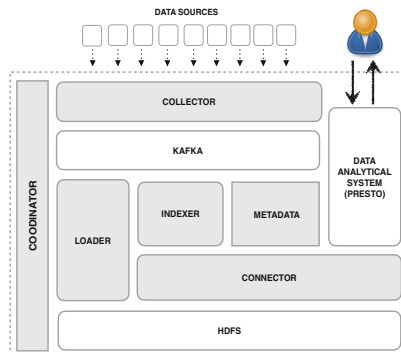 DATA SOURCES
COLLECTOR
KAFKA
DATA
ANALYTICAL
SYSTEM
(PRESTO)
COODINATOR
LOADER
INDEXER
METADATA
CONNECTOR
HDFS